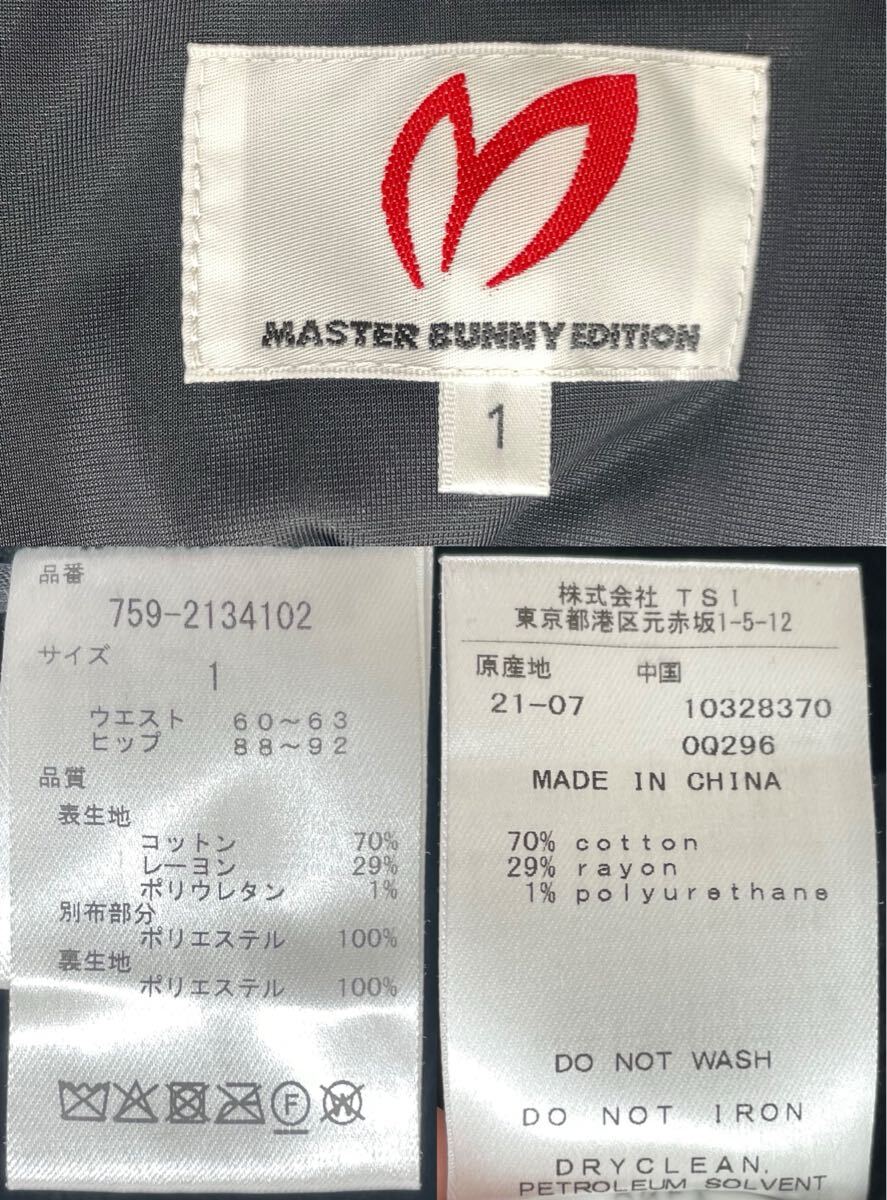 MASTER BUNNY EDITION
1
品番
759-2134102
サイズ
1
ウエスト 60～63
ヒップ 88～92
品質
表生地
コットン 70%
レーヨン 29%
ポリウレタン 1%
別布部分
ポリエステル 100%
裏生地
ポリエステル 100%
F
W
株式会社 TSI
東京都港区元赤坂1-5-12
原産地 中国
21-07 10328370
0Q296
MADE IN CHINA
70% cotton
29% rayon
1% polyurethane
DO NOT WASH
DO NOT IRON
DRYCLEAN.
PETROLEUM SOLVENT